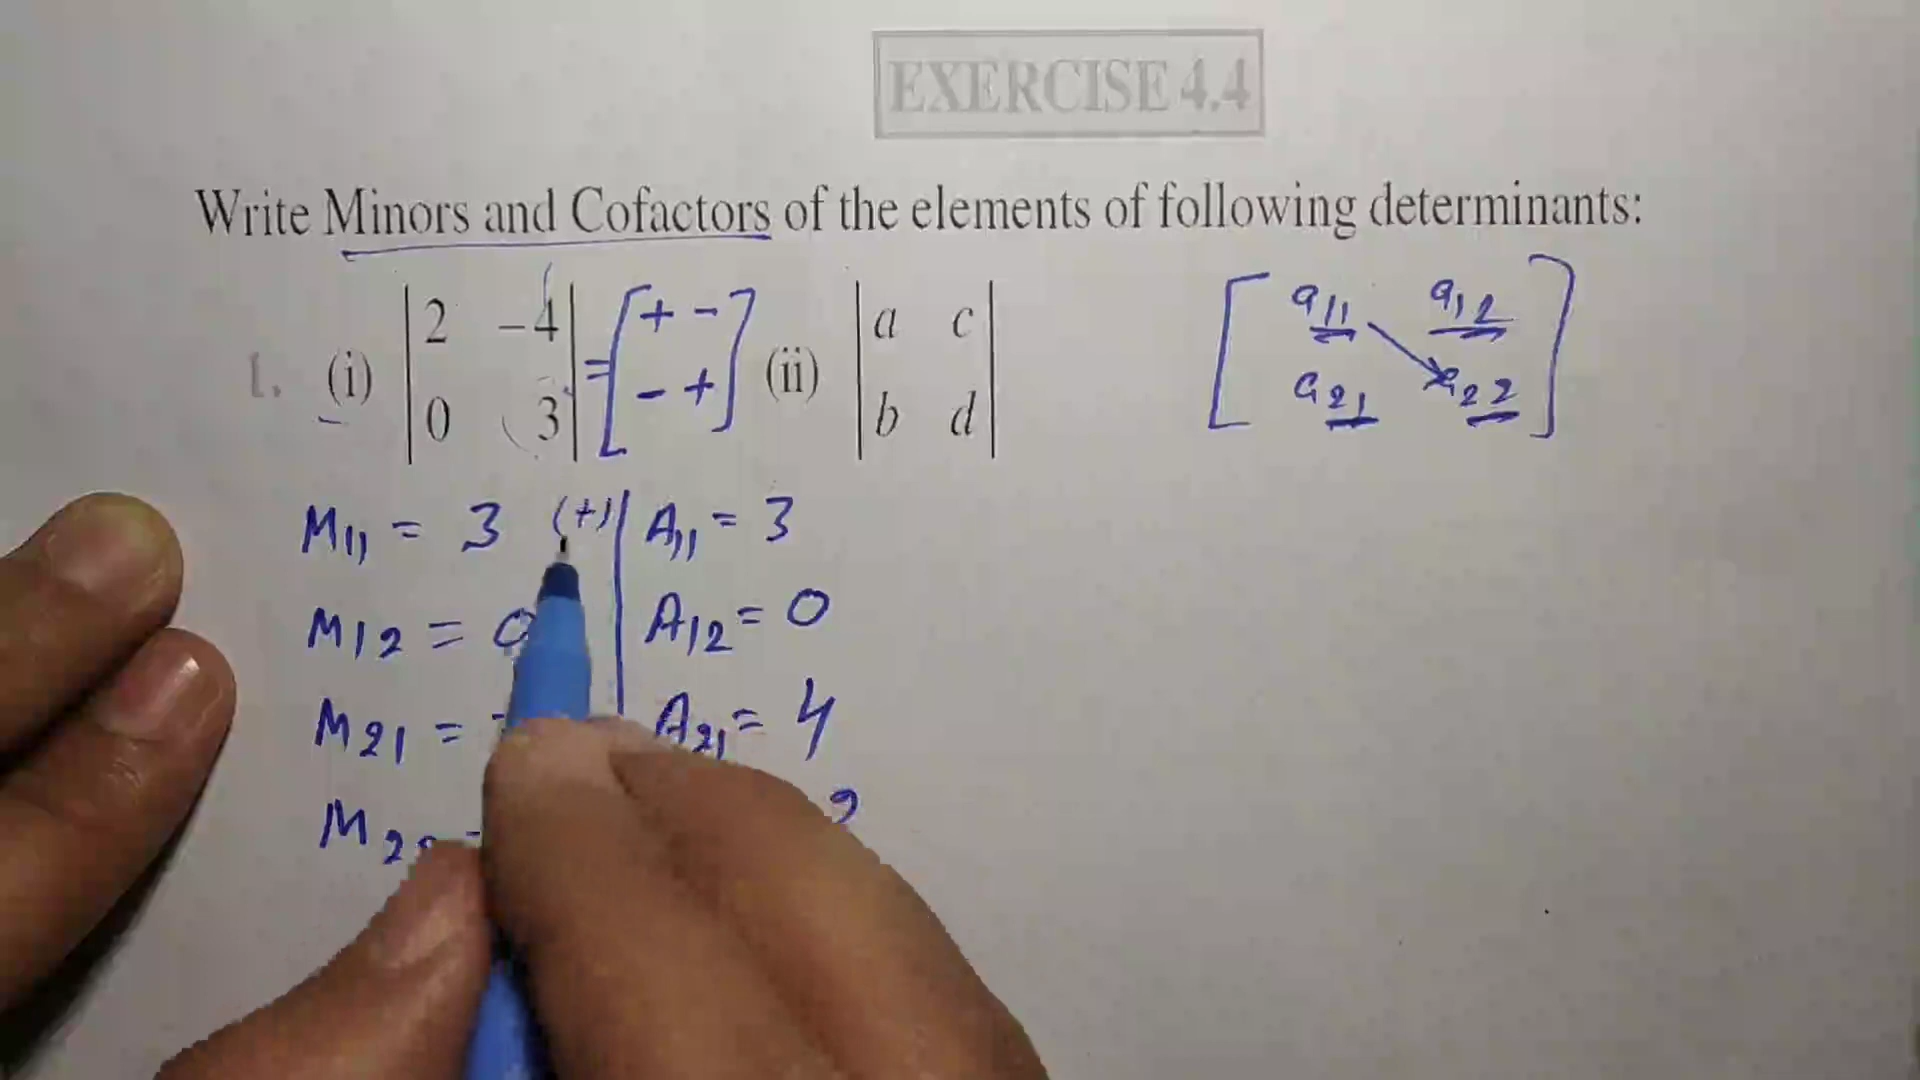 EXERCISE 4.4
Write Minors and Cofactors of the elements of following determinants:
1. (i) | 2 -4 | = [ + - ] (ii) | a c | [ a11 a12 ]
| 0 3 | [ - + ] | b d | [ a21 a22 ]
M11 = 3 (+) A11 = 3
M12 = 0 A12 = 0
M21 = A21 = 4
M22